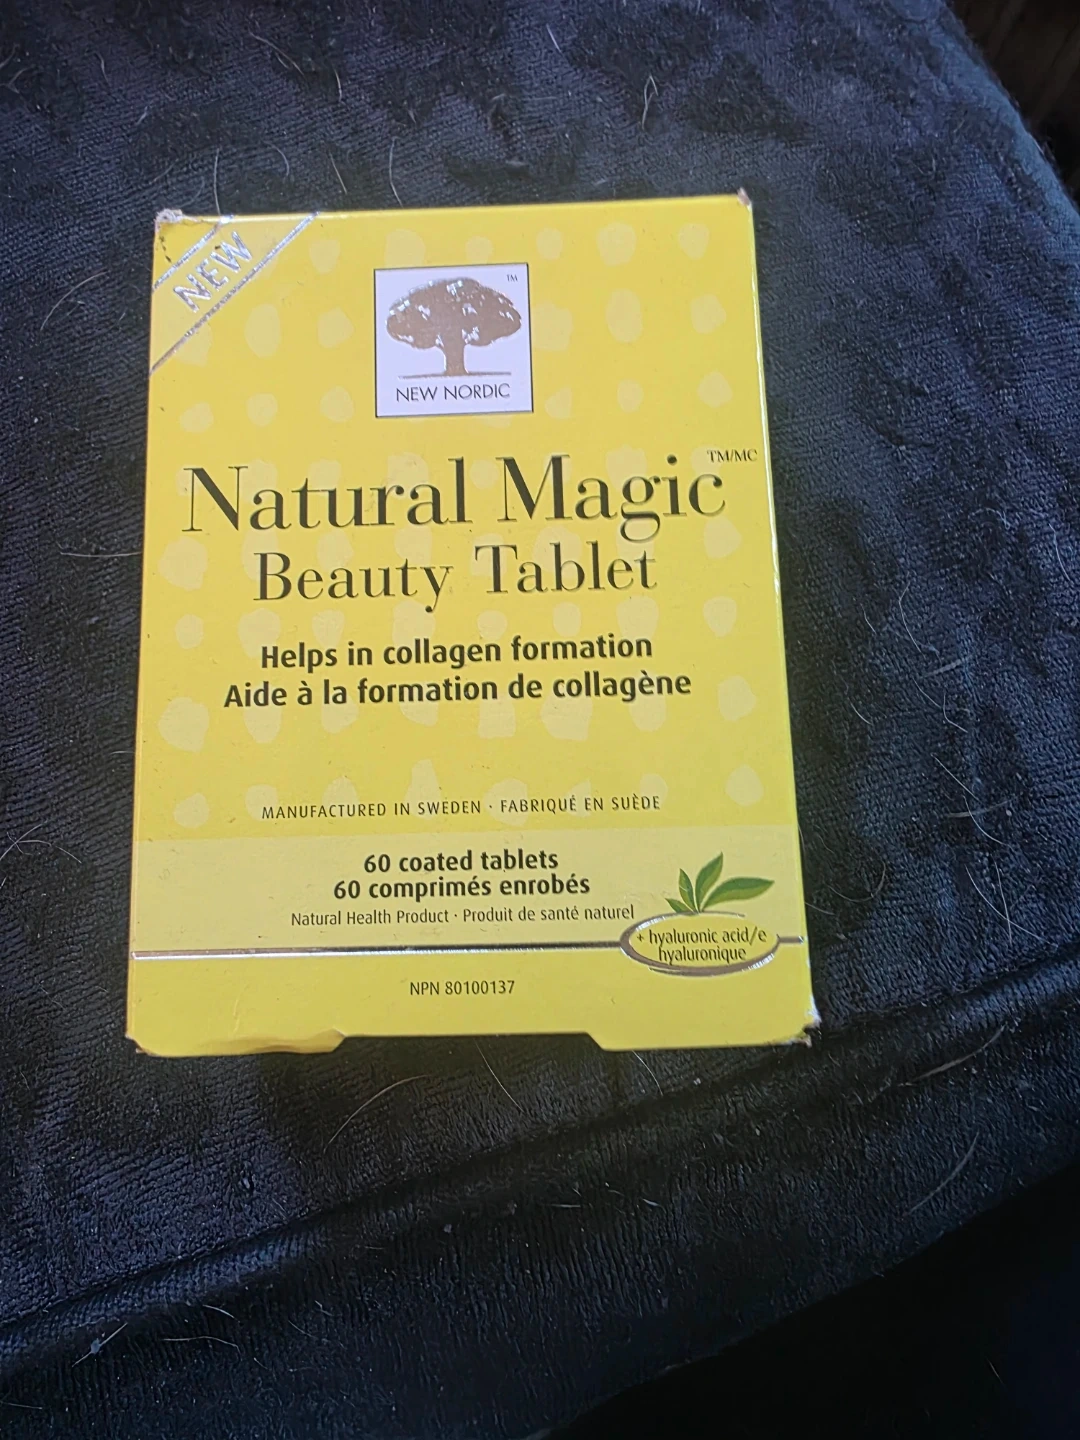 NEW
TM
NEW NORDIC
Natural Magic TM/MC
Beauty Tablet
Helps in collagen formation
Aide à la formation de collagène
MANUFACTURED IN SWEDEN · FABRIQUÉ EN SUÈDE
60 coated tablets
60 comprimés enrobés
Natural Health Product · Produit de santé naturel
+ hyaluronic acid/e
hyaluronique
NPN 80100137